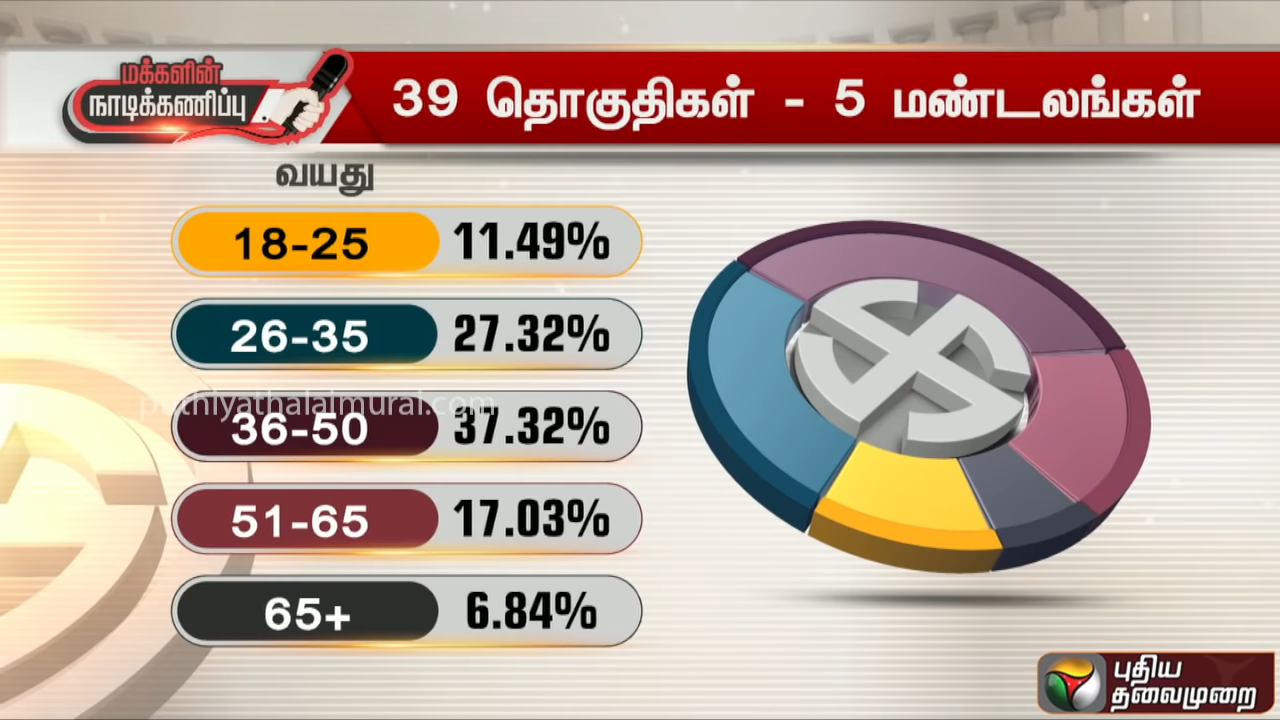 மக்களின்
நாடிக்கணிப்பு
39 தொகுதிகள் - 5 மண்டலங்கள்
வயது
18-25 11.49%
26-35 27.32%
puthiyathalaimurai.com
36-50 37.32%
51-65 17.03%
65+ 6.84%
புதிய
தலைமுறை